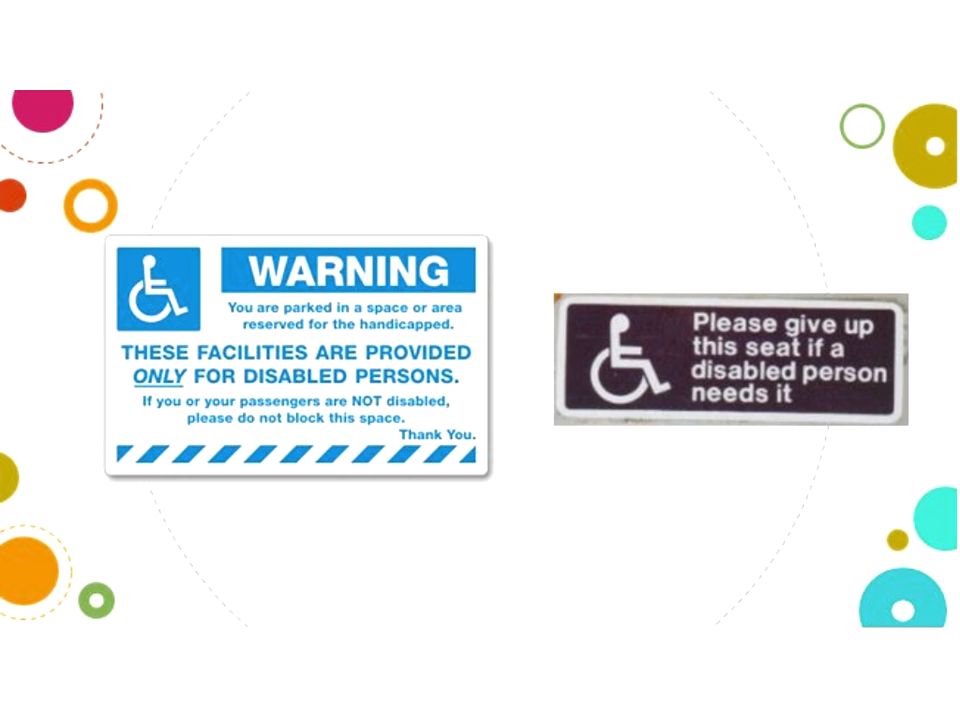 WARNING
You are parked in a space or area
reserved for the handicapped.
THESE FACILITIES ARE PROVIDED
ONLY FOR DISABLED PERSONS.
If you or your passengers are NOT disabled,
please do not block this space.
Thank You.
Please give up
this seat if a
disabled person
needs it